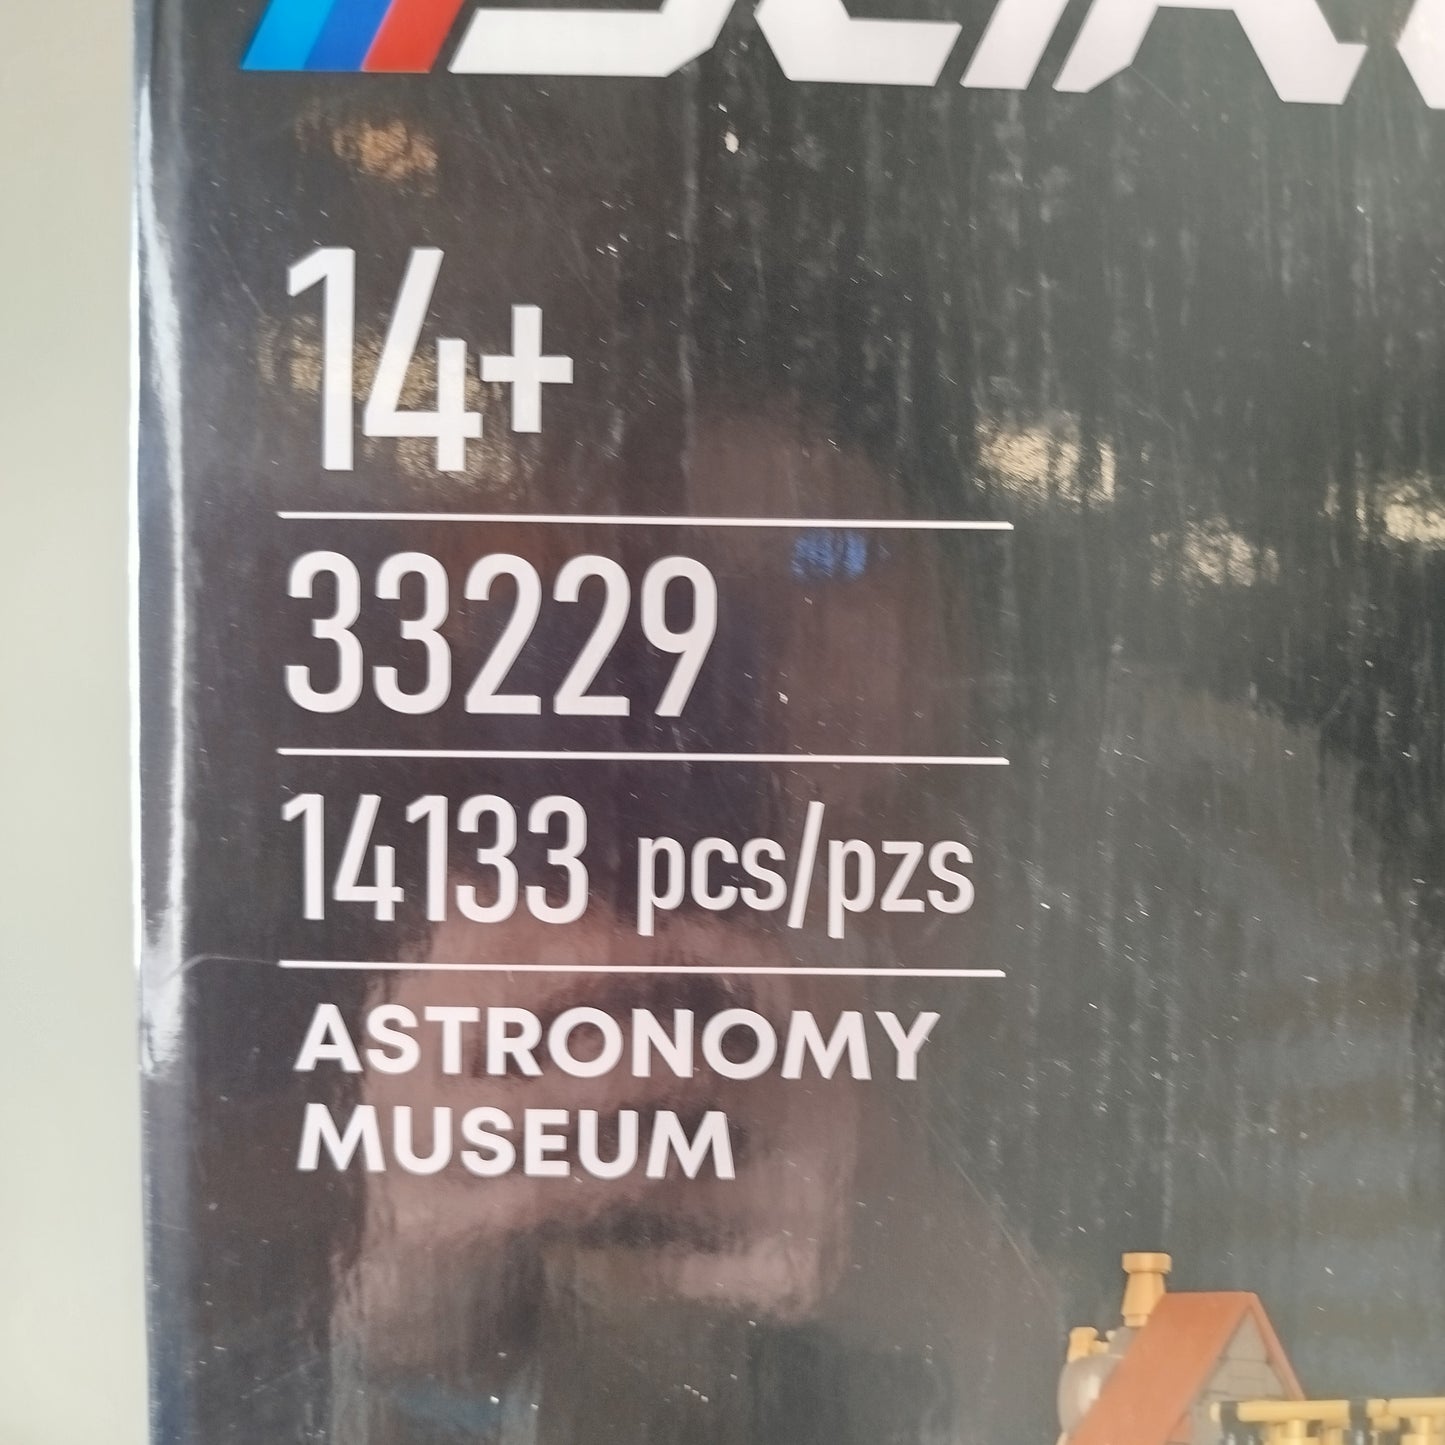 14+
33229
14133 pcs/pzs
ASTRONOMY
MUSEUM